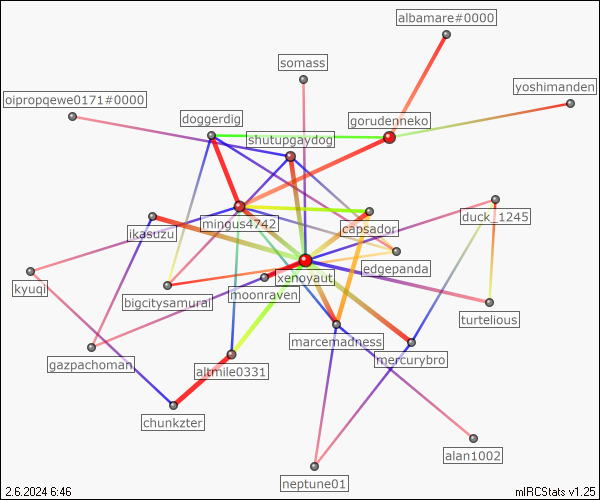 albamare#0000
somass
yoshimanden
oipropqewe0171#0000
doggerdig
gorudenneko
shutupgaydog
duck_1245
mingus4742
capsador
ikasuzu
edgepanda
xenoyaut
kyuqi
moonraven
bigcitysamurai
turtelious
marcemadness
mercurybro
gazpachoman
altmile0331
chunkzter
alan1002
neptune01
2.6.2024 6:46
mIRCStats v1.25